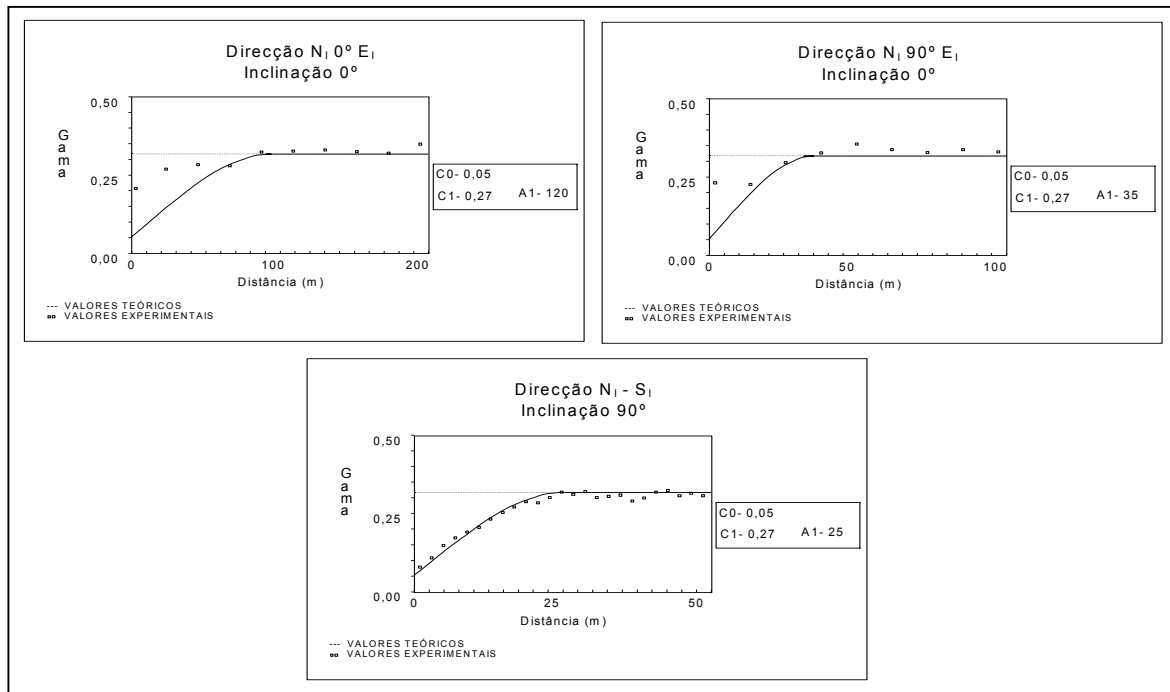 Direcção N| 0º E|
Inclinação 0º
0,50
Gama
0,25
0,00
0
100
200
Distância (m)
C0- 0,05
C1- 0,27 A1- 120
--- VALORES TEÓRICOS
VALORES EXPERIMENTAIS
Direcção N| 90º E|
Inclinação 0º
0,50
Gama
0,25
0,00
0
50
100
Distância (m)
C0- 0,05
C1- 0,27 A1- 35
--- VALORES TEÓRICOS
VALORES EXPERIMENTAIS
Direcção N| - S|
Inclinação 90º
0,50
Gama
0,25
0,00
0
25
50
Distância (m)
C0- 0,05
C1- 0,27 A1- 25
--- VALORES TEÓRICOS
VALORES EXPERIMENTAIS